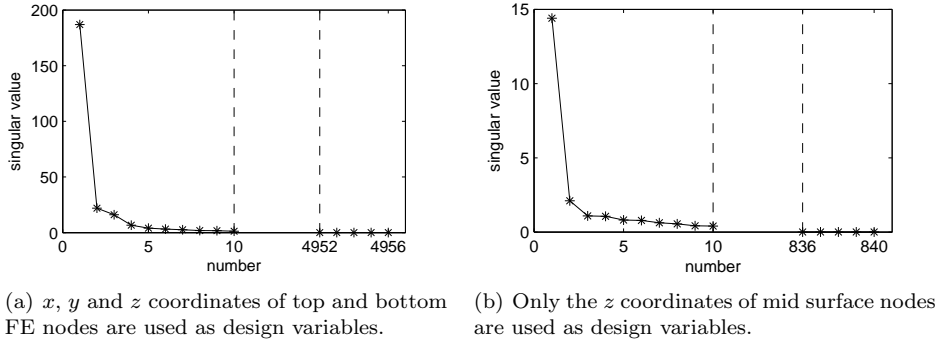 200
150
100
50
0
singular value
0 5 10 4952 4956
number
15
10
5
0
singular value
0 5 10 836 840
number
(a) x, y and z coordinates of top and bottom
FE nodes are used as design variables.
(b) Only the z coordinates of mid surface nodes
are used as design variables.